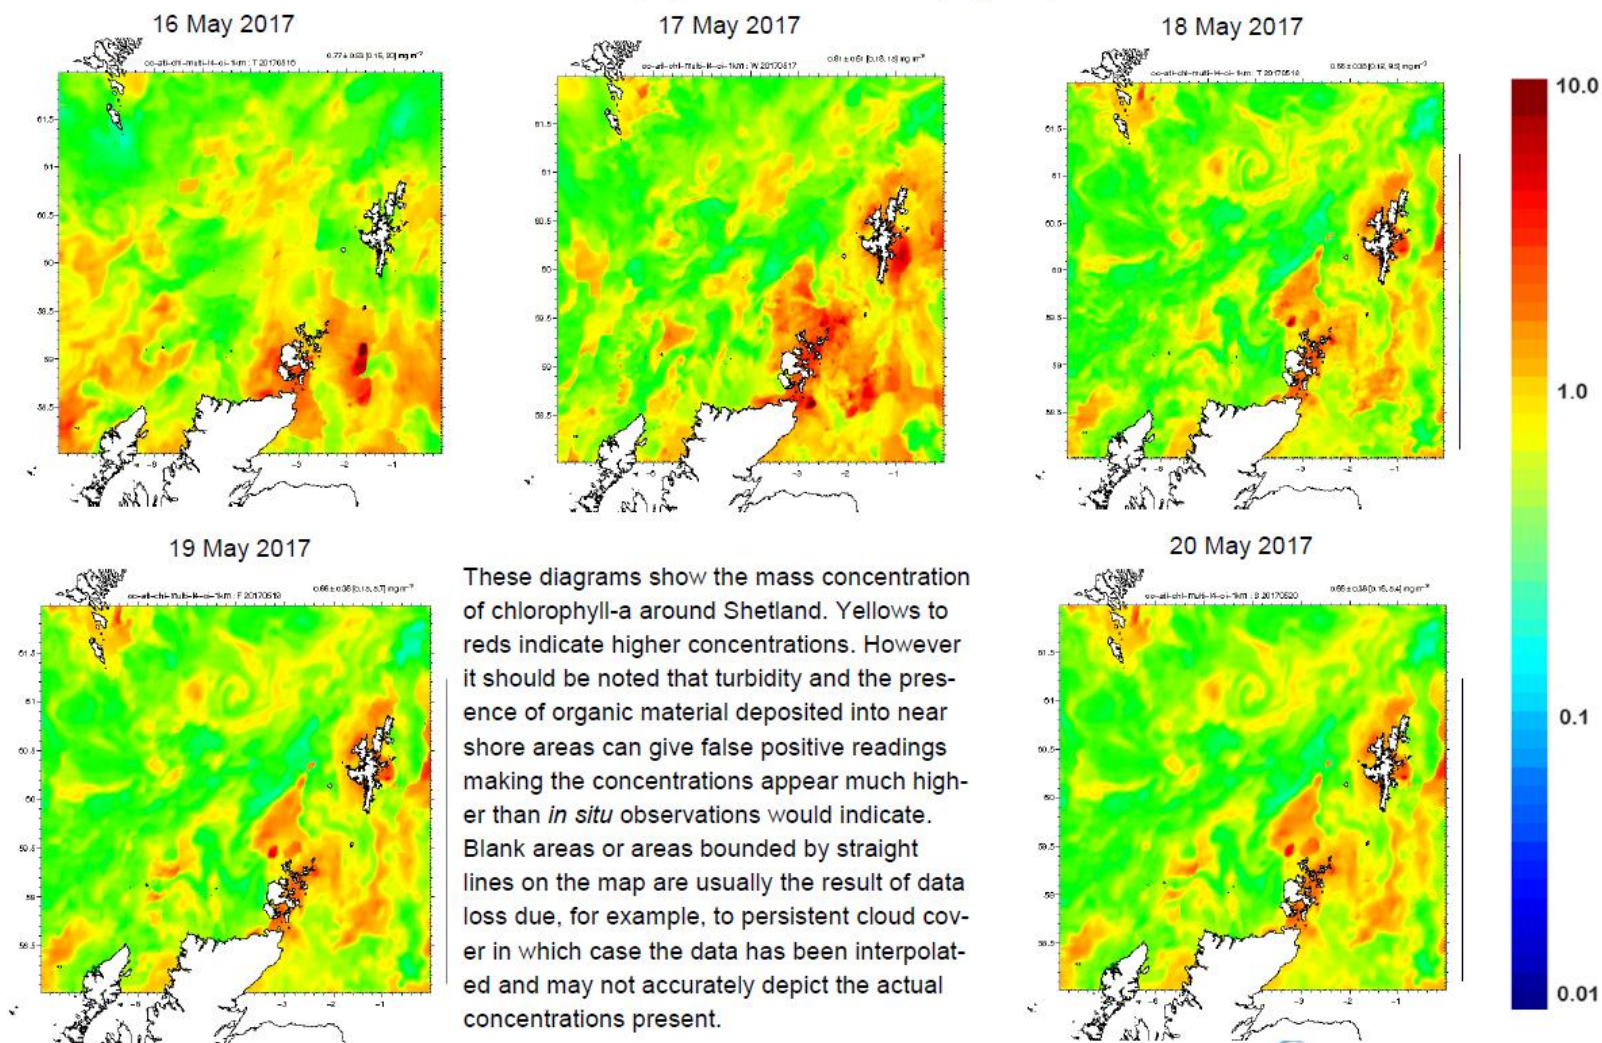 16 May 2017
17 May 2017
18 May 2017
10.0
1.0
0.1
0.01
19 May 2017
20 May 2017
These diagrams show the mass concentration
of chlorophyll-a around Shetland. Yellows to
reds indicate higher concentrations. However
it should be noted that turbidity and the pres-
ence of organic material deposited into near
shore areas can give false positive readings
making the concentrations appear much high-
er than in situ observations would indicate.
Blank areas or areas bounded by straight
lines on the map are usually the result of data
loss due, for example, to persistent cloud cov-
er in which case the data has been interpolat-
ed and may not accurately depict the actual
concentrations present.